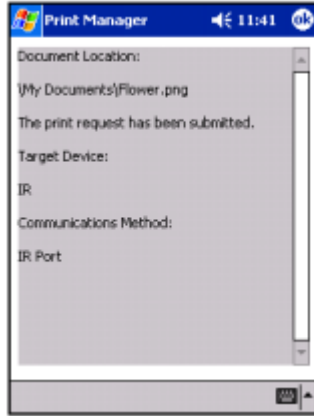 Print Manager 11:41 ok
Document Location:
\My Documents\Flower.png
The print request has been submitted.
Target Device:
IR
Communications Method:
IR Port